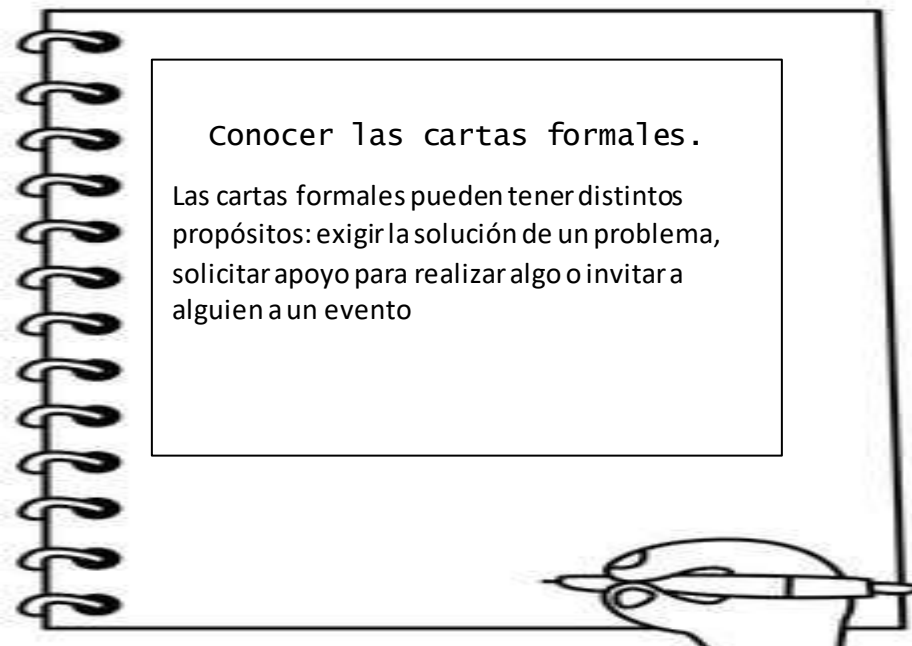 Conocer las cartas formales.
Las cartas formales pueden tener distintos
propósitos: exigir la solución de un problema,
solicitar apoyo para realizar algo o invitar a
alguien a un evento